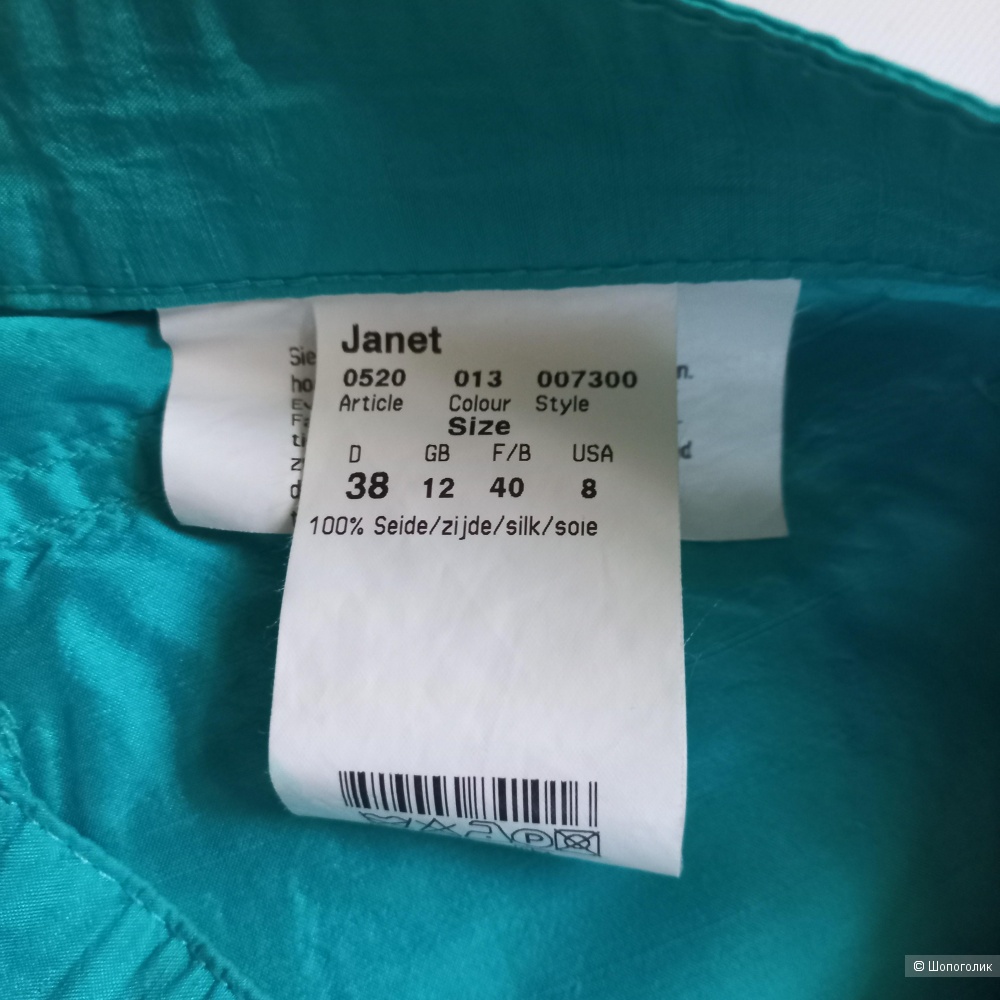 Janet
0520 013 007300
Article Colour Style
Size
D GB F/B USA
38 12 40 8
100% Seide/zijde/silk/soie
P
© Шопоголик